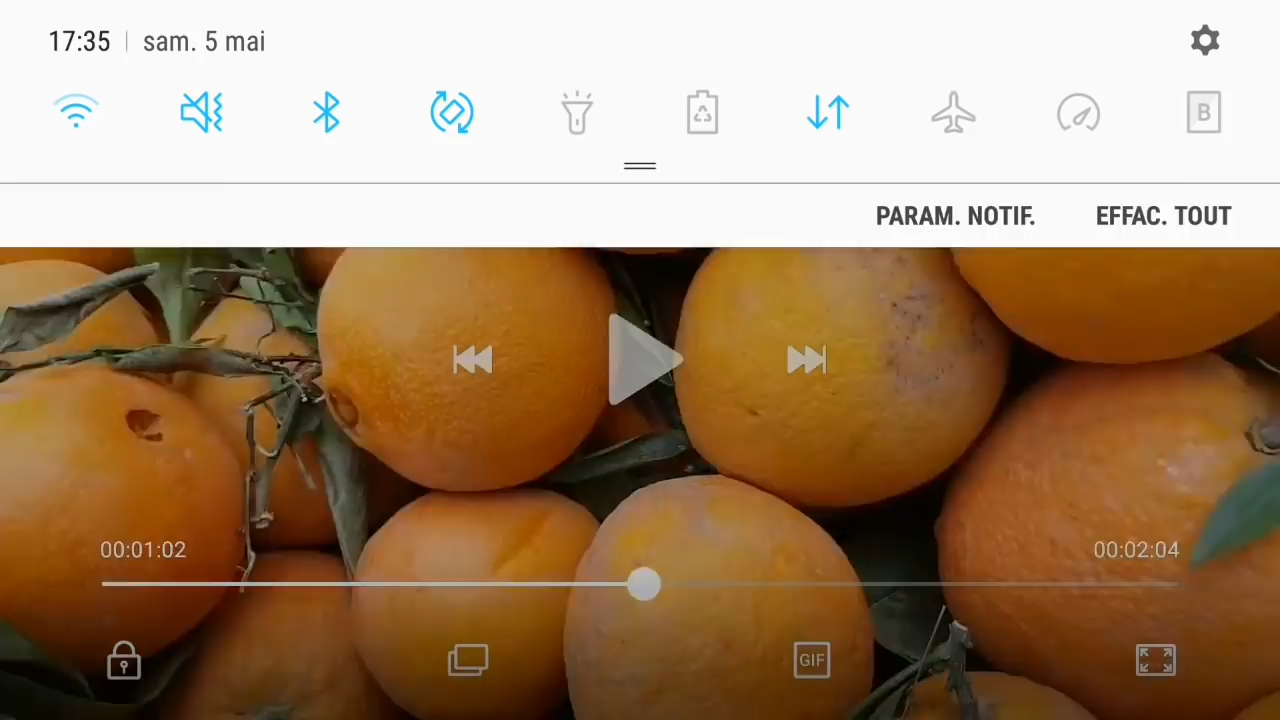 17:35 | sam. 5 mai
B
PARAM. NOTIF. EFFAC. TOUT
00:01:02 00:02:04
GIF